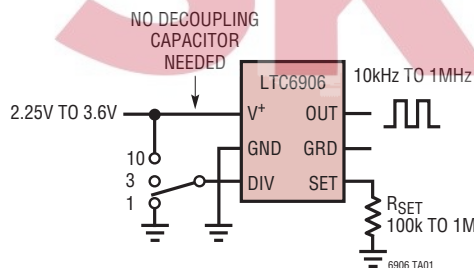 NO DECOUPLING
CAPACITOR
NEEDED
LTC6906
10kHz TO 1MHz
2.25V TO 3.6V
V+
OUT
GND
GRD
DIV
SET
10
3
1
RSET
100k TO 1M
6906 TA01